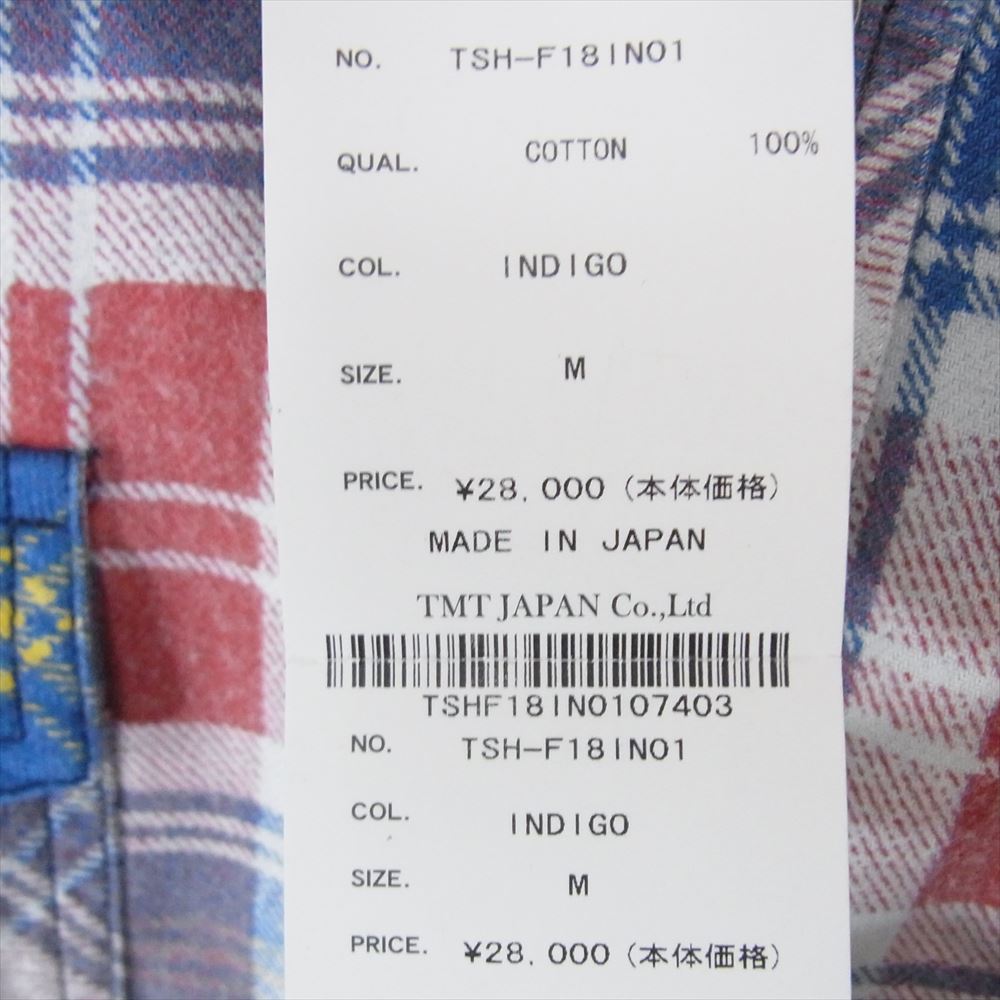 NO. TSH-F18IN01
QUAL. COTTON 100%
COL. INDIGO
SIZE. M
PRICE. ¥28,000 (本体価格)
MADE IN JAPAN
TMT JAPAN Co.,Ltd
TSHF18IN0107403
NO. TSH-F18IN01
COL. INDIGO
SIZE. M
PRICE. ¥28,000 (本体価格)